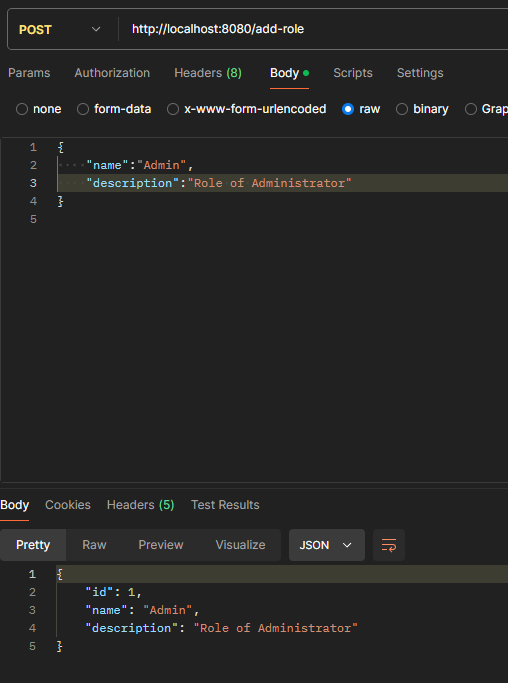 POST http://localhost:8080/add-role
Params Authorization Headers (8) Body Scripts Settings
none form-data x-www-form-urlencoded raw binary Grap
1 {
2 "name":"Admin",
3 "description":"Role of Administrator"
4 }
5
Body Cookies Headers (5) Test Results
Pretty Raw Preview Visualize JSON
1 {
2 "id": 1,
3 "name": "Admin",
4 "description": "Role of Administrator"
5 }